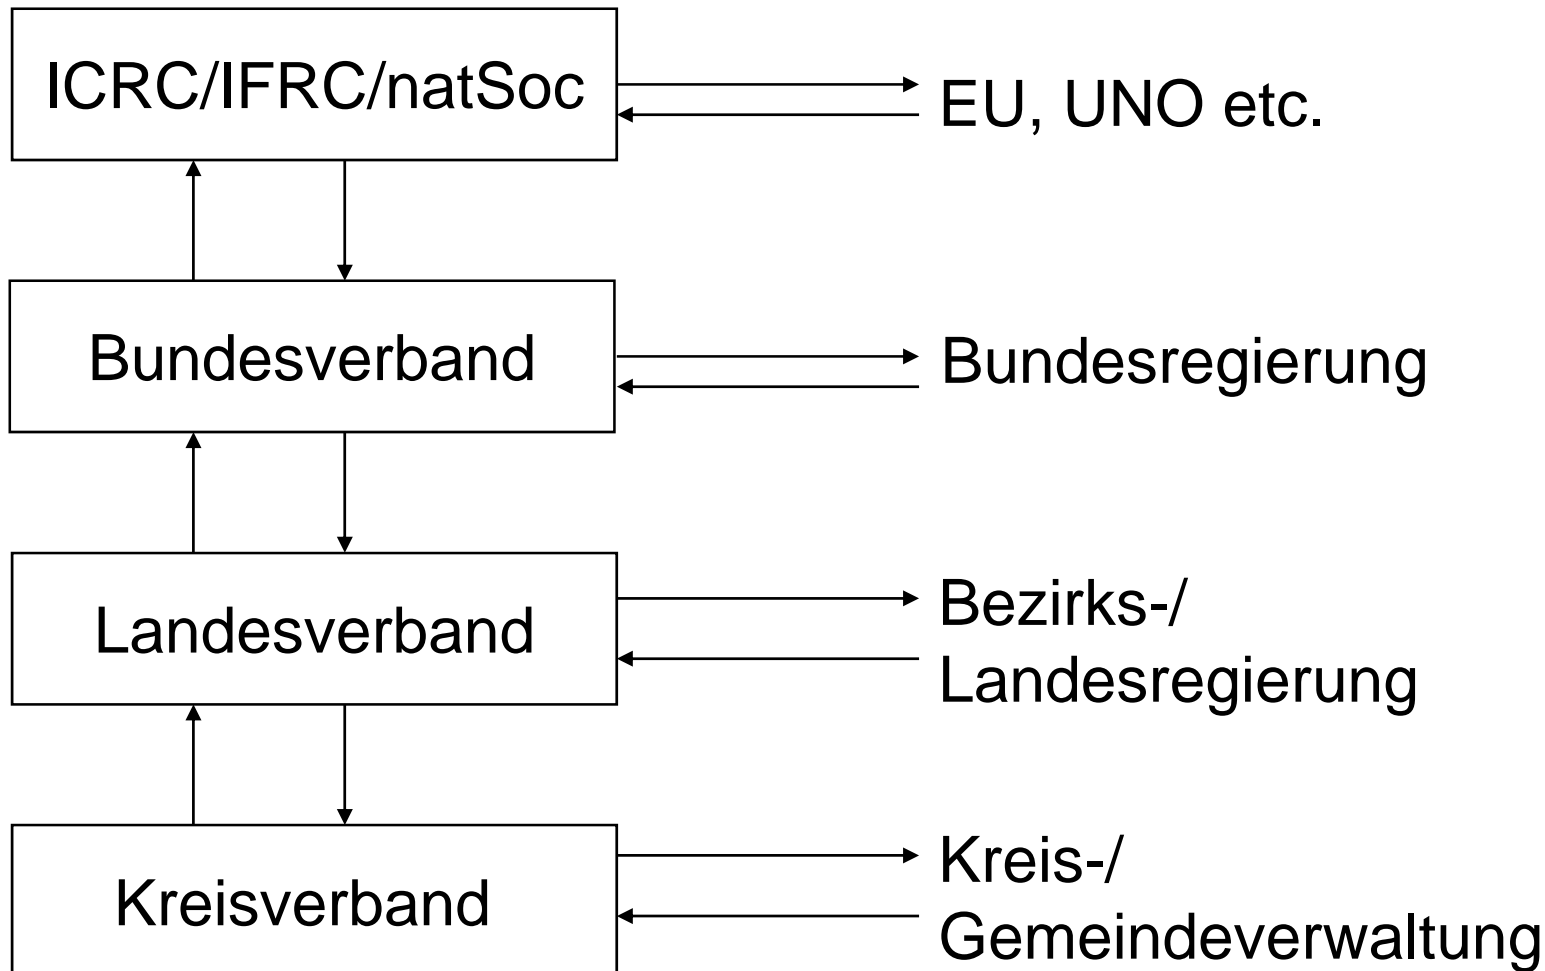 ICRC/IFRC/natSoc
EU, UNO etc.
Bundesverband
Bundesregierung
Landesverband
Bezirks-/
Landesregierung
Kreisverband
Kreis-/
Gemeindeverwaltung